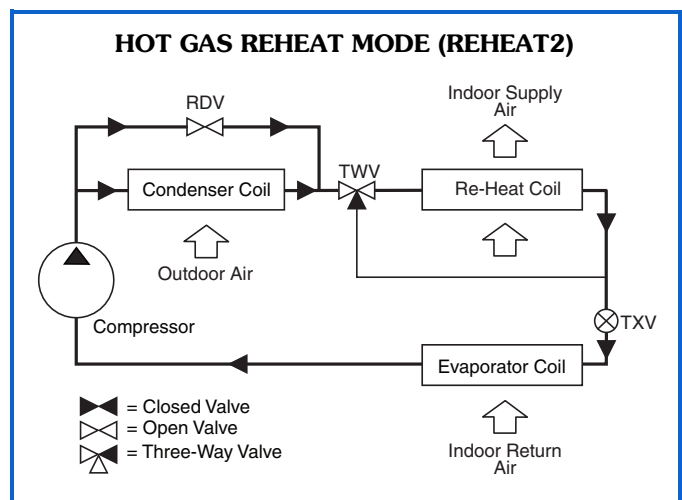 HOT GAS REHEAT MODE (REHEAT2)
RDV
Indoor Supply
Air
TWV
Condenser Coil
Re-Heat Coil
Outdoor Air
Compressor
TXV
Evaporator Coil
= Closed Valve
= Open Valve
= Three-Way Valve
Indoor Return
Air